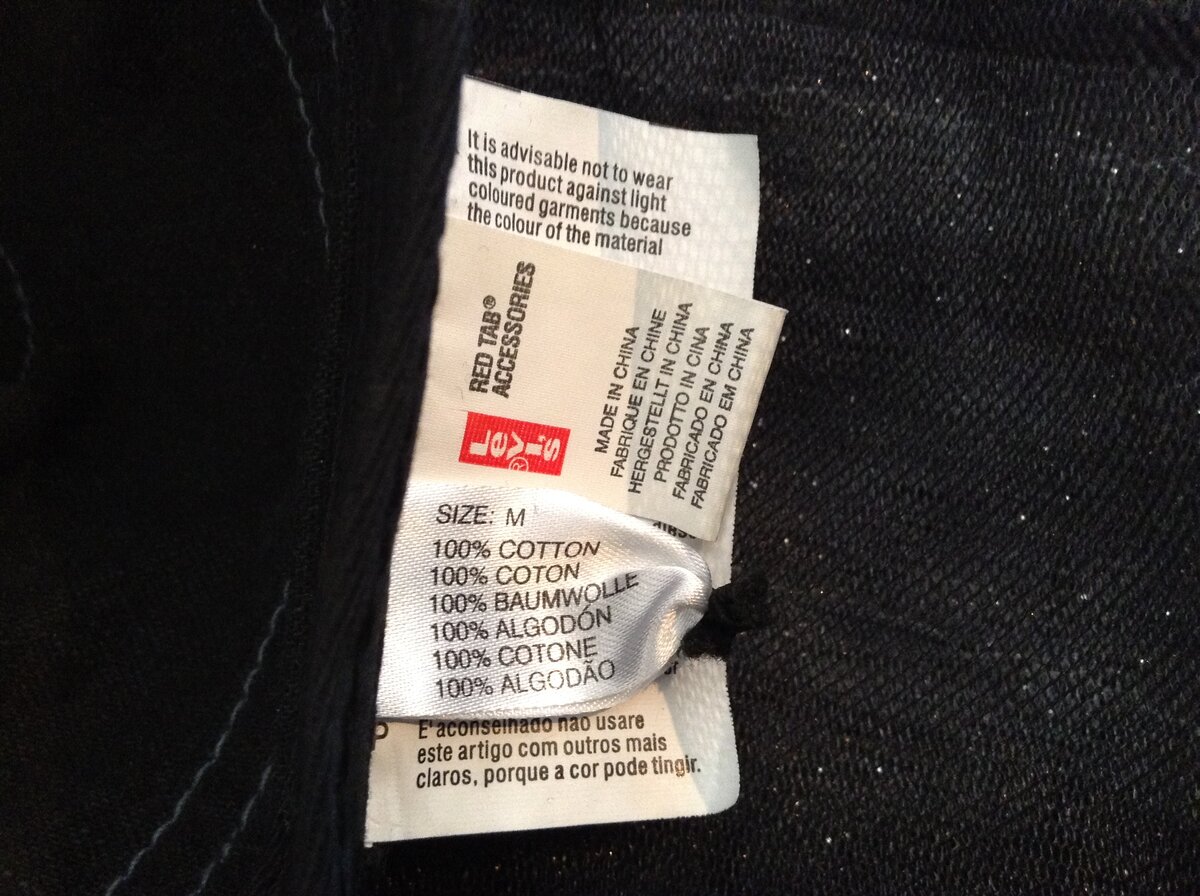 It is advisable not to wear
this product against light
coloured garments because
the colour of the material
RED TAB®
ACCESSORIES
Levi's®
MADE IN CHINA
FABRIQUE EN CHINE
HERGESTELLT IN CHINA
PRODOTTO IN CINA
FABRICADO EN CHINA
FABRICADO EM CHINA
SIZE: M
100% COTTON
100% COTON
100% BAUMWOLLE
100% ALGODÓN
100% COTONE
100% ALGODÃO
P
E'aconselhado nao usare
este artigo com outros mais
claros, porque a cor pode tingir.